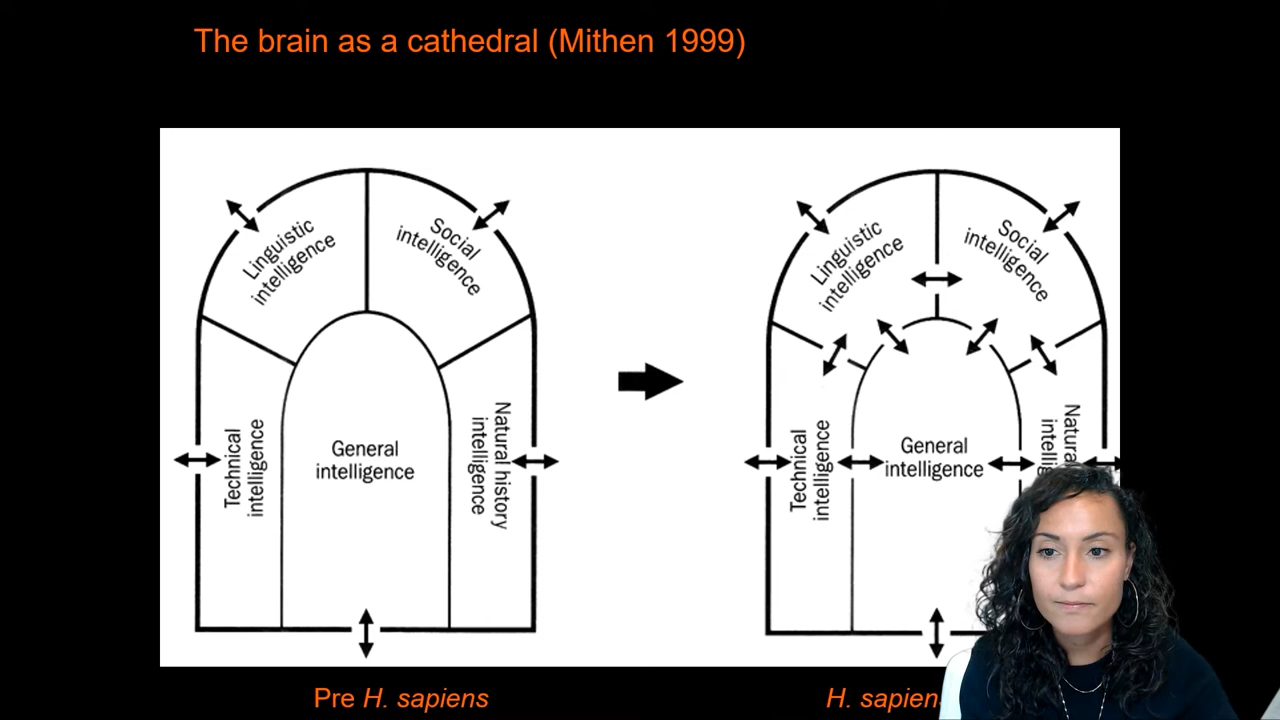 The brain as a cathedral (Mithen 1999)
Linguistic
intelligence
Social
intelligence
Technical
intelligence
General
intelligence
Natural history
intelligence
Linguistic
intelligence
Social
intelligence
Technical
intelligence
General
intelligence
Pre H. sapiens
H. sapiens